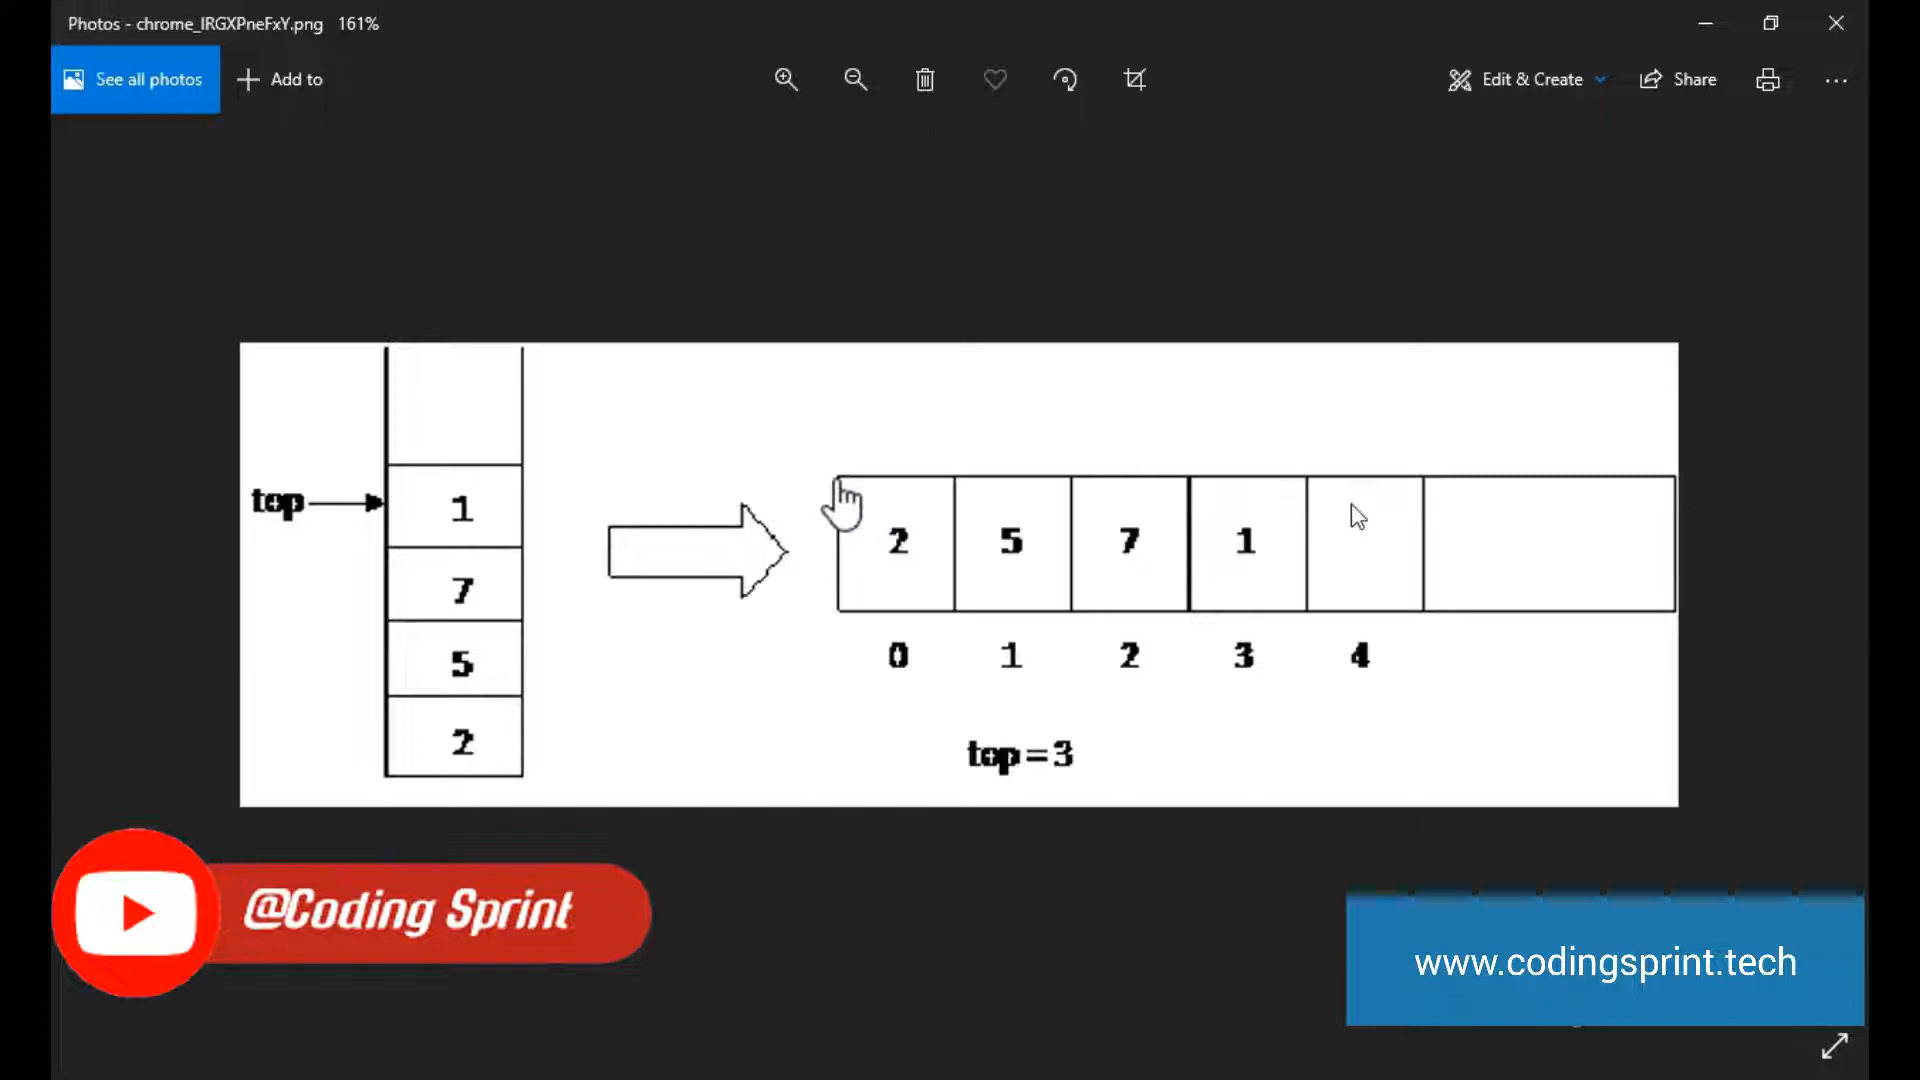 Photos - chrome_IRGXPneFxY.png 161%
See all photos
Add to
Edit & Create
Share
top
1
7
5
2
2 5 7 1
0 1 2 3 4
top = 3
@Coding Sprint
www.codingsprint.tech